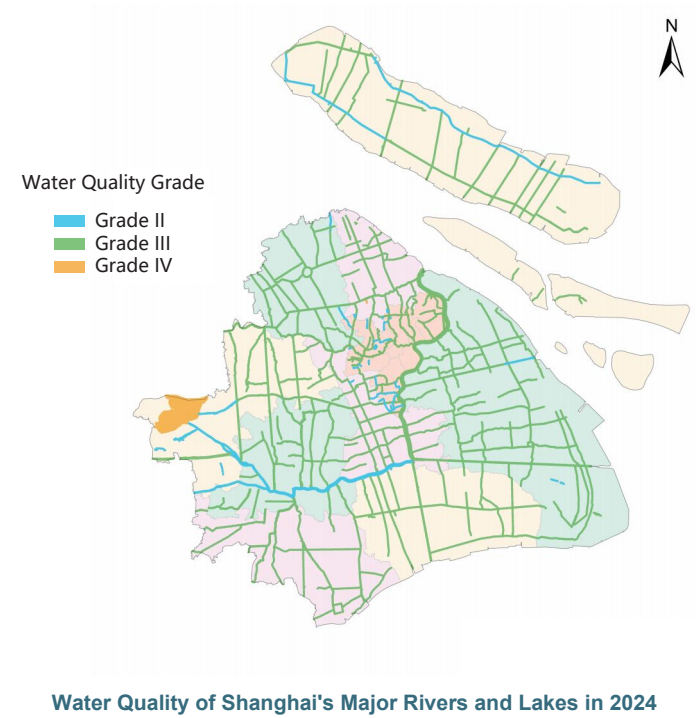 N
Water Quality Grade
Grade II
Grade III
Grade IV
Water Quality of Shanghai's Major Rivers and Lakes in 2024